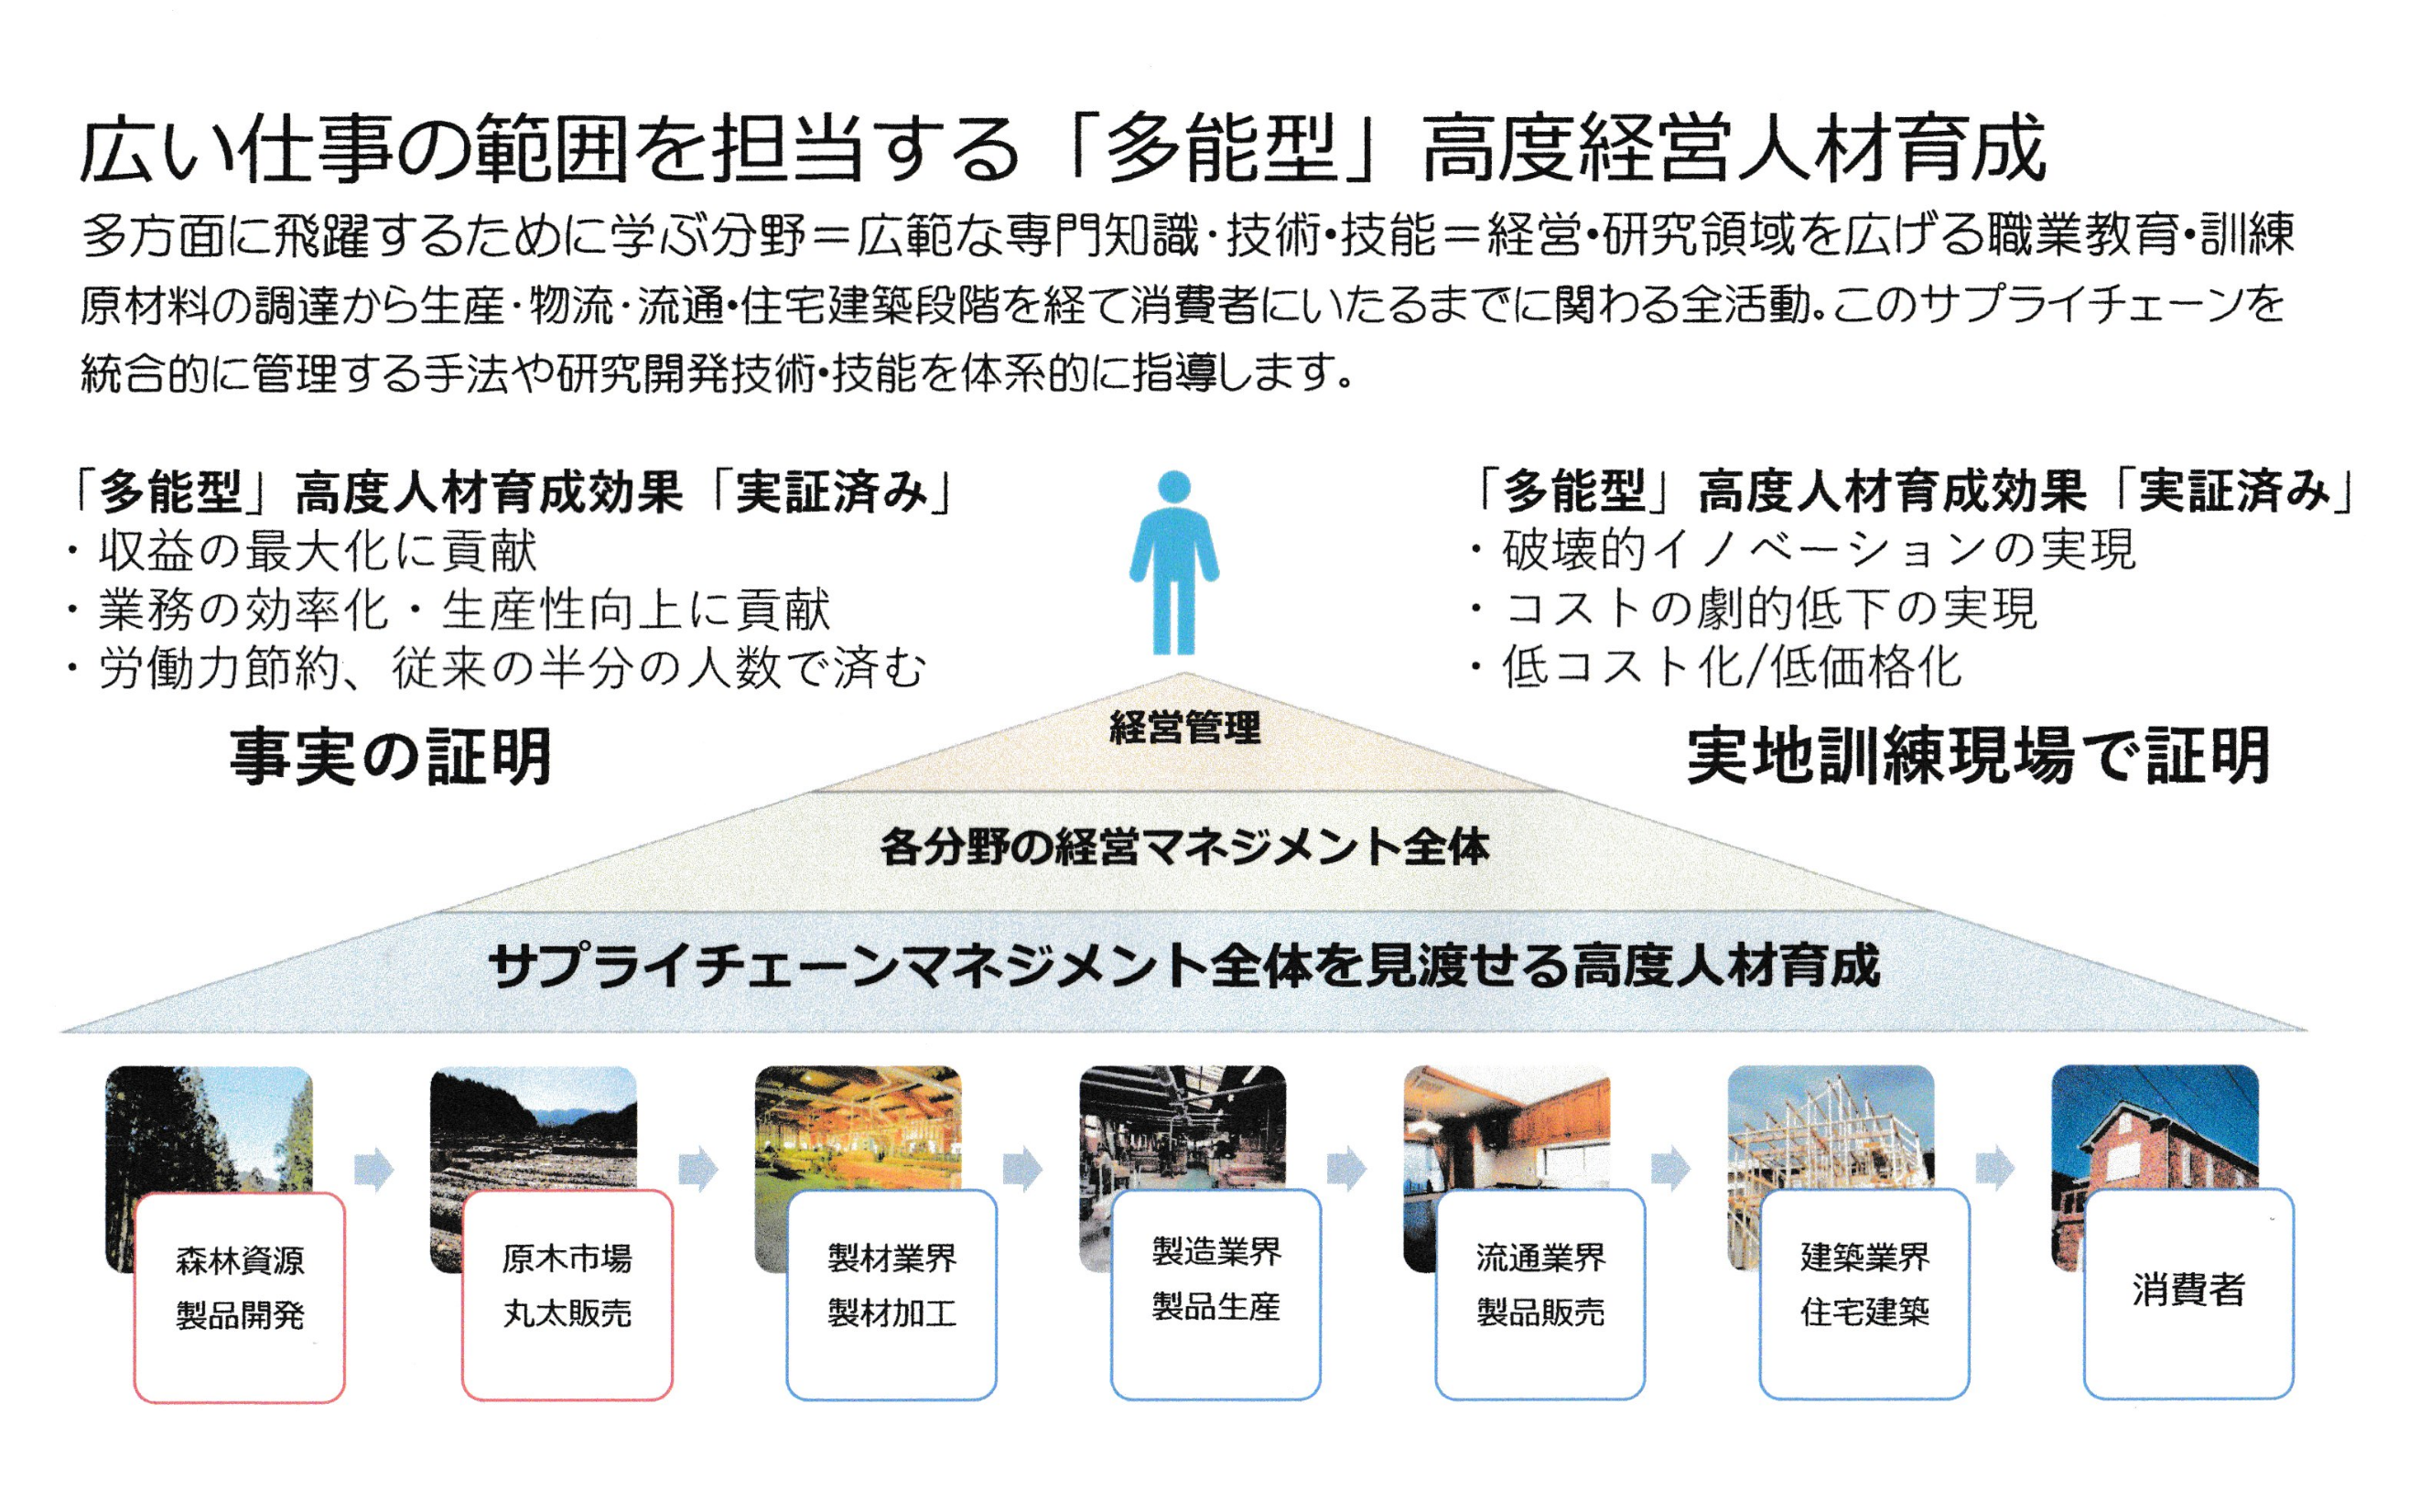 広い仕事の範囲を担当する「多能型」高度経営人材育成
多方面に飛躍するために学ぶ分野＝広範な専門知識・技術・技能＝経営・研究領域を広げる職業教育・訓練
原材料の調達から生産・物流・流通・住宅建築段階を経て消費者にいたるまでに関わる全活動。このサプライチェーンを
統合的に管理する手法や研究開発技術・技能を体系的に指導します。
「多能型」高度人材育成効果「実証済み」
・収益の最大化に貢献
・業務の効率化・生産性向上に貢献
・労働力節約、従来の半分の人数で済む
事実の証明
「多能型」高度人材育成効果「実証済み」
・破壊的イノベーションの実現
・コストの劇的低下の実現
・低コスト化/低価格化
実地訓練現場で証明
経営管理
各分野の経営マネジメント全体
サプライチェーンマネジメント全体を見渡せる高度人材育成
森林資源
製品開発
原木市場
丸太販売
製材業界
製材加工
製造業界
製品生産
流通業界
製品販売
建築業界
住宅建築
消費者